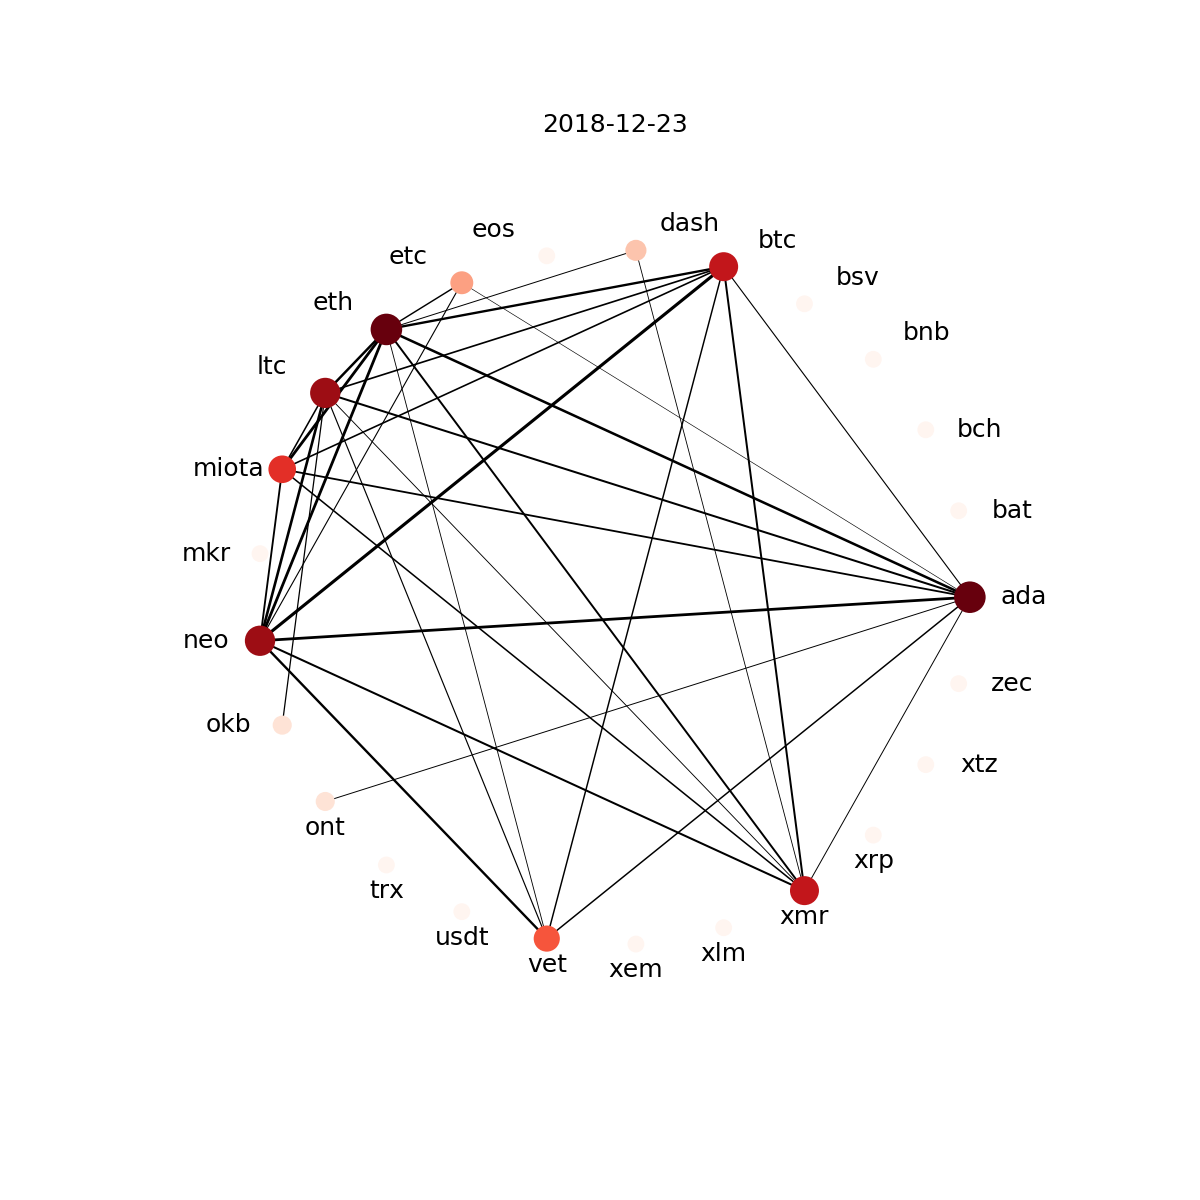 2018-12-23
dash
eos
btc
etc
bsv
eth
bnb
ltc
bch
miota
bat
mkr
ada
neo
zec
okb
xtz
ont
xrp
trx
xmr
usdt
xlm
vet
xem